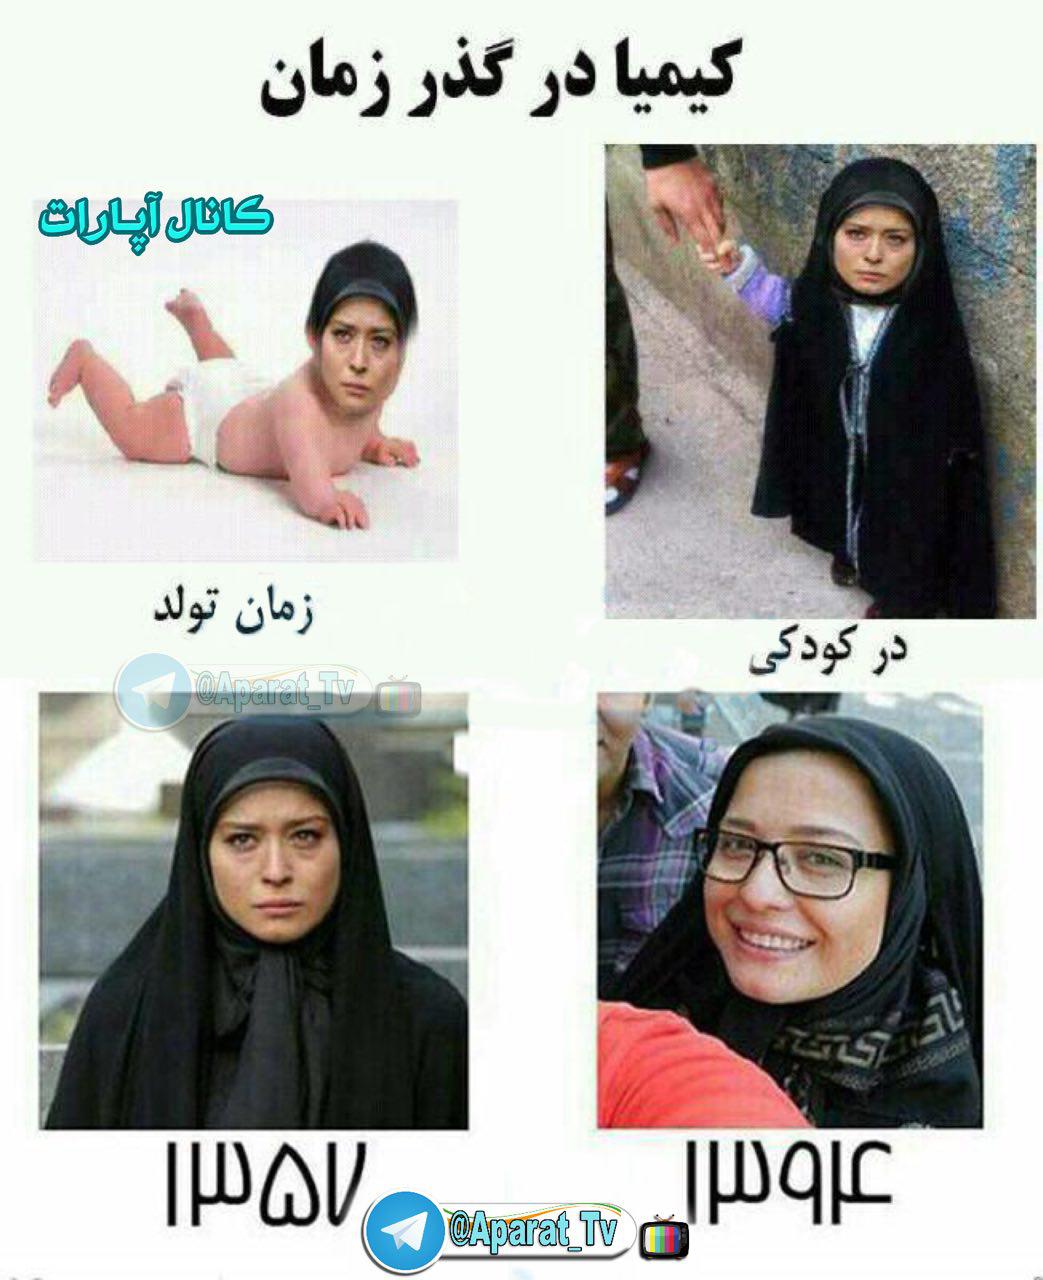 کیمیا در گذر زمان
کانال آپارات
زمان تولد
در کودکی
@Aparat_Tv
۱۳۵۷
۱۳۹۴
@Aparat_Tv